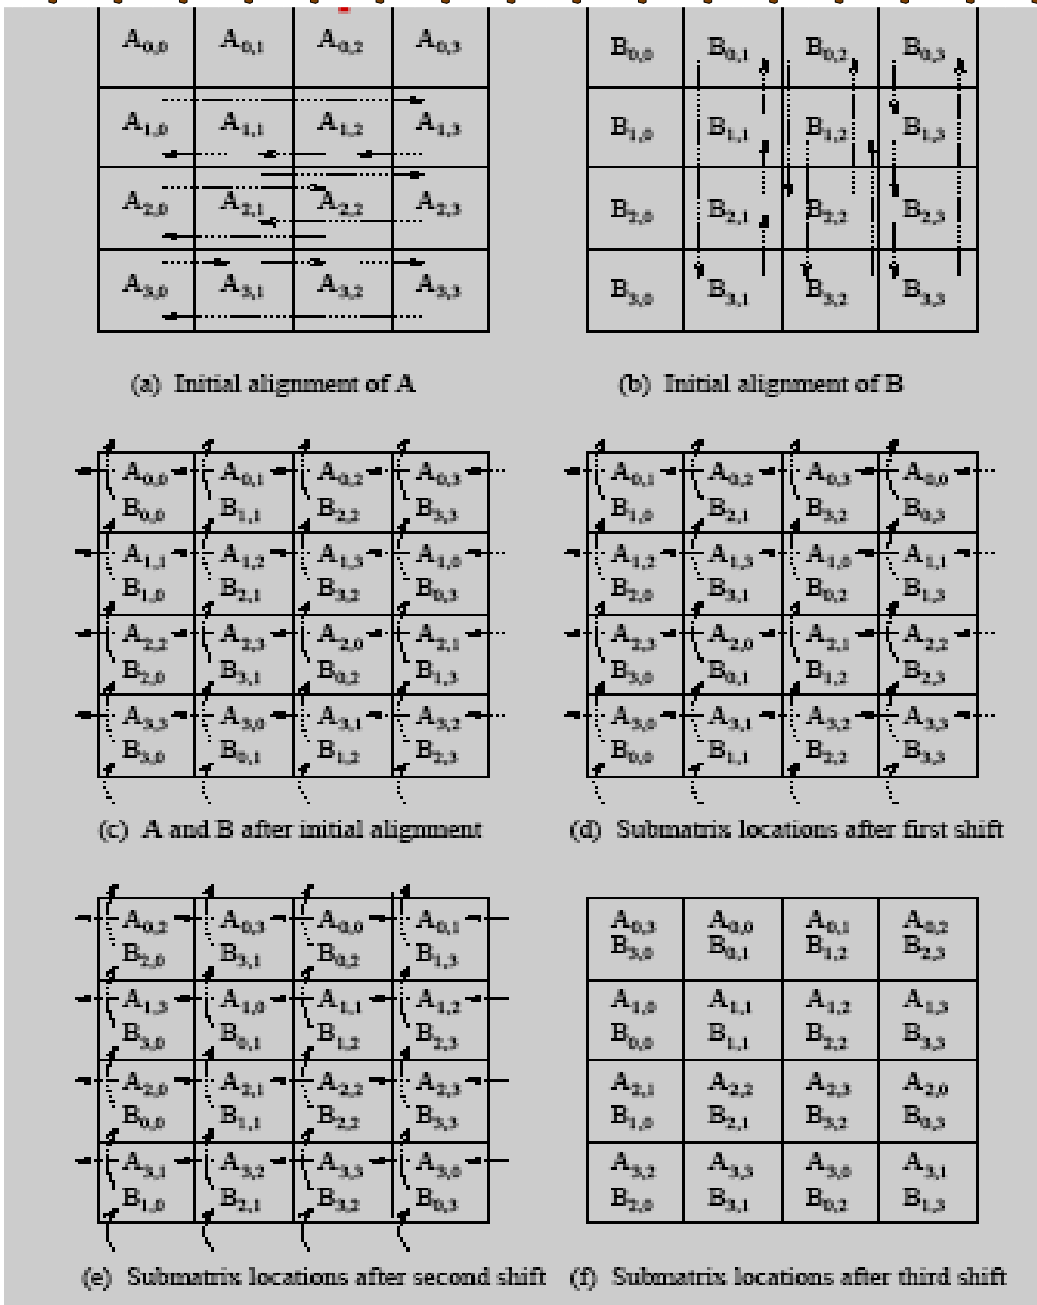 A0,0 A0,1 A0,2 A0,3
A1,0 A1,1 A1,2 A1,3
A2,0 A2,1 A2,2 A2,3
A3,0 A3,1 A3,2 A3,3
(a) Initial alignment of A
B0,0 B0,1 B0,2 B0,3
B1,0 B1,1 B1,2 B1,3
B2,0 B2,1 B2,2 B2,3
B3,0 B3,1 B3,2 B3,3
(b) Initial alignment of B
A0,0 A0,1 A0,2 A0,3
B0,0 B1,1 B2,2 B3,3
A1,1 A1,2 A1,3 A1,0
B1,0 B2,1 B3,2 B0,3
A2,2 A2,3 A2,0 A2,1
B2,0 B3,1 B0,2 B1,3
A3,3 A3,0 A3,1 A3,2
B3,0 B0,1 B1,2 B2,3
(c) A and B after initial alignment
A0,1 A0,2 A0,3 A0,0
B1,0 B2,1 B3,2 B0,3
A1,2 A1,3 A1,0 A1,1
B2,0 B3,1 B0,2 B1,3
A2,3 A2,0 A2,1 A2,2
B3,0 B0,1 B1,2 B2,3
A3,0 A3,1 A3,2 A3,3
B0,0 B1,1 B2,2 B3,3
(d) Submatrix locations after first shift
A0,2 A0,3 A0,0 A0,1
B2,0 B3,1 B0,2 B1,3
A1,3 A1,0 A1,1 A1,2
B3,0 B0,1 B1,2 B2,3
A2,0 A2,1 A2,2 A2,3
B0,0 B1,1 B2,2 B3,3
A3,1 A3,2 A3,3 A3,0
B1,0 B2,1 B3,2 B0,3
(e) Submatrix locations after second shift
A0,3 A0,0 A0,1 A0,2
B3,0 B0,1 B1,2 B2,3
A1,0 A1,1 A1,2 A1,3
B0,0 B1,1 B2,2 B3,3
A2,1 A2,2 A2,3 A2,0
B1,0 B2,1 B3,2 B0,3
A3,2 A3,3 A3,0 A3,1
B2,0 B3,1 B0,2 B1,3
(f) Submatrix locations after third shift